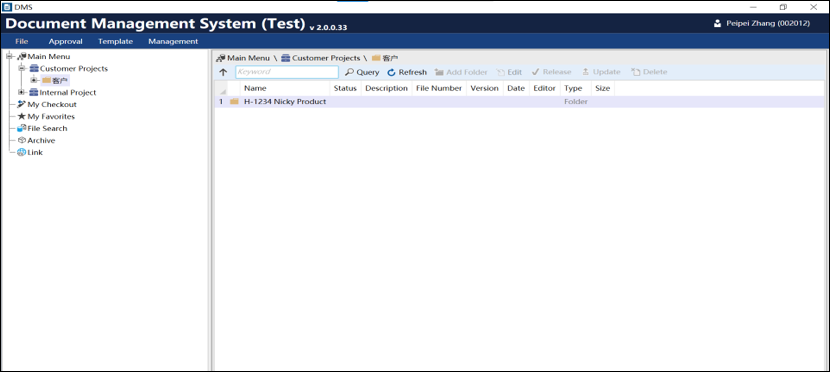 DMS
Document Management System (Test) v 2.0.0.33
Peipei Zhang (002012)
File Approval Template Management
Main Menu
Customer Projects
客户
Internal Project
My Checkout
My Favorites
File Search
Archive
Link
Main Menu \ Customer Projects \ 客户
Keyword Query Refresh Add Folder Edit Release Update Delete
Name Status Description File Number Version Date Editor Type Size
1 H-1234 Nicky Product Folder